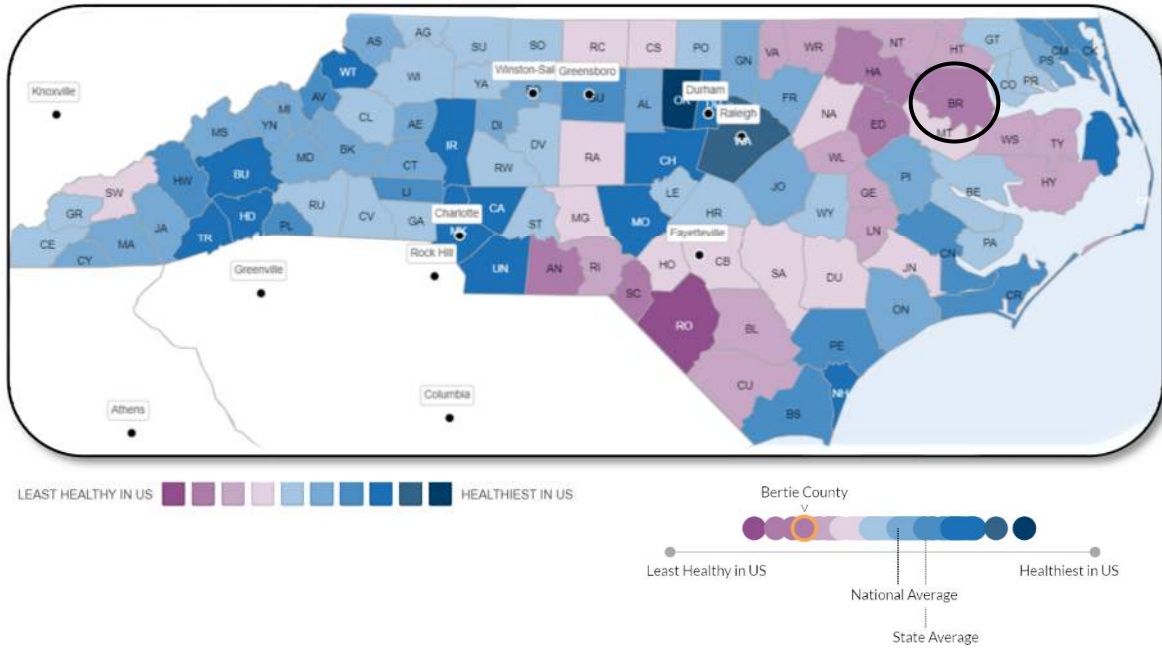 AS
AG
SU
SO
RC
CS
PO
GN
VA
WR
NT
HT
GT
CM
CK
PS
PR
CO
WT
WI
YA
Winston-Sal
Greensboro
GU
AL
OR
Durham
Raleigh
WA
FR
HA
BR
NA
ED
MT
WS
TY
HY
Knoxville
AV
MI
YN
MS
CL
AE
DI
DV
MD
BK
CT
IR
RW
RA
CH
WL
JO
PI
BE
SW
HW
BU
LI
CA
LE
GE
GR
JA
HD
PL
RU
CV
GA
Charlotte
ST
MG
MO
HR
WY
LN
PA
CE
MA
TR
CY
Rock Hill
Fayetteville
Greenville
UN
AN
RI
HO
CB
SA
DU
JN
CN
CR
SC
RO
BL
ON
PE
Columbia
CU
BS
NH
Athens
LEAST HEALTHY IN US
HEALTHIEST IN US
Bertie County
Least Healthy in US
Healthiest in US
National Average
State Average